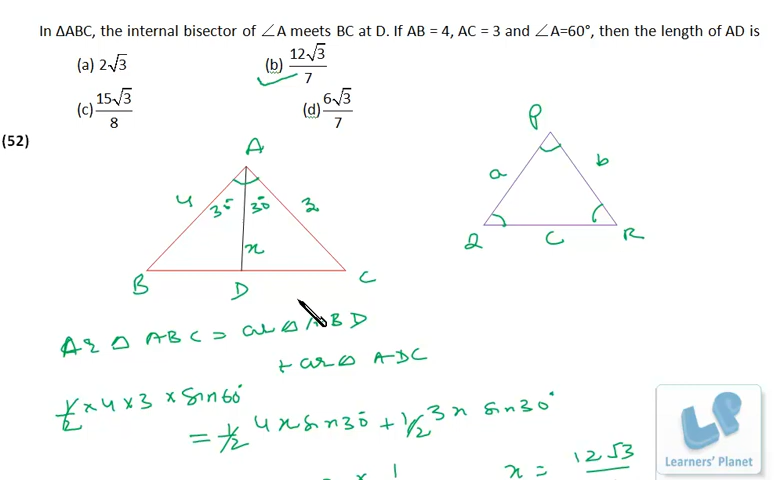 In ΔABC, the internal bisector of ∠A meets BC at D. If AB = 4, AC = 3 and ∠A=60°, then the length of AD is
(a) 2√3 (b) 12√3/7
(c) 15√3/8 (d) 6√3/7
(52)
A P
a b
4 30° 30° 3
x
Q C R
B D C
Ar Δ ABC = ar Δ ABD
+ ar Δ ADC
1/2 × 4 × 3 × sin 60°
= 1/2 4 x sin 30° + 1/2 3 x sin 30°
x = 12√3
LP
Learners' Planet